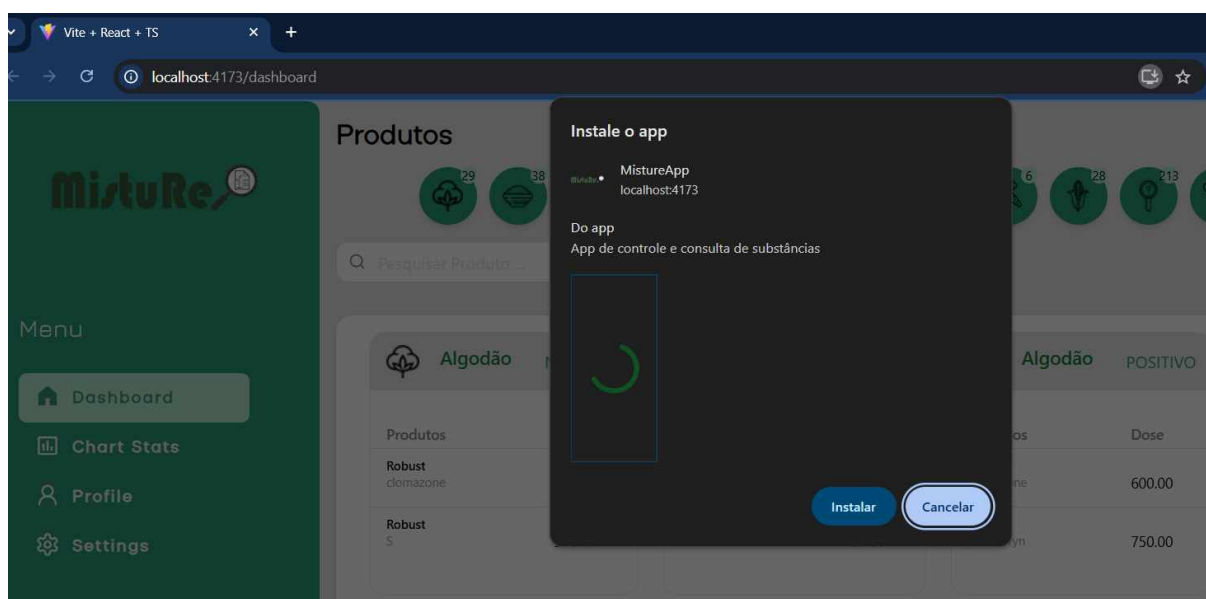 Vite + React + TS
localhost:4173/dashboard
MistuRe
Menu
Dashboard
Chart Stats
Profile
Settings
Produtos
29
38
6
28
213
Pesquisar Produto ...
Algodão
Produtos
Robust
clomazone
Robust
S
Instale o app
MistuRe
MistureApp
localhost:4173
Do app
App de controle e consulta de substâncias
Instalar
Cancelar
Algodão POSITIVO
Dose
600.00
750.00